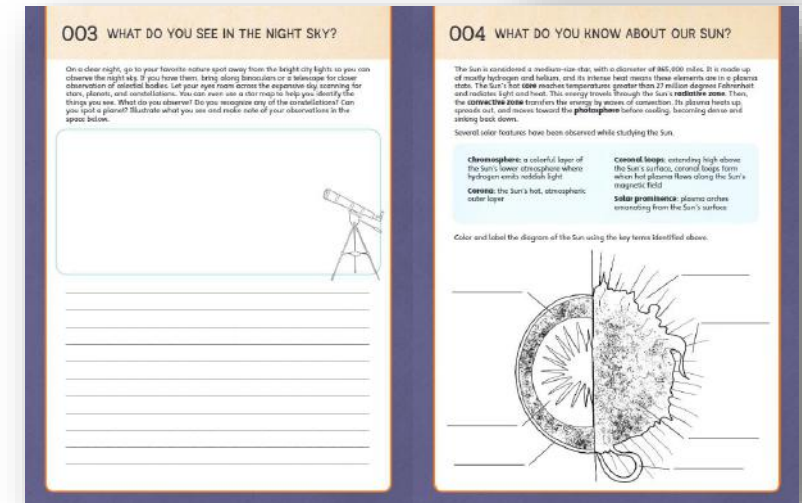 003 WHAT DO YOU SEE IN THE NIGHT SKY?
On a clear night, go to your favorite nature spot away from the bright city lights so you can
observe the night sky. If you have them, bring along binoculars or a telescope for closer
observation of celestial bodies. Let your eyes roam across the expansive sky, scanning for
stars, planets, and constellations. You can even use a star map to help you identify the
things you see. What do you observe? Do you recognize any of the constellations? Can
you spot a planet? Illustrate what you see and make note of your observations in the
space below.
004 WHAT DO YOU KNOW ABOUT OUR SUN?
The Sun is considered a medium-size star, with a diameter of 865,000 miles. It is made up
of mostly hydrogen and helium, and its intense heat means these elements are in a plasma
state. The Sun's hot core reaches temperatures greater than 27 million degrees Fahrenheit
and radiates light and heat. This energy travels through the Sun's radiative zone. Then,
the convective zone transfers the energy by waves of convection. Its plasma heats up,
spreads out, and moves toward the photosphere before cooling, becoming dense and
sinking back down.
Several solar features have been observed while studying the Sun.
Chromosphere: a colorful layer of
the Sun's lower atmosphere where
hydrogen emits reddish light
Corona: the Sun's hot, atmospheric
outer layer
Coronal loops: extending high above
the Sun's surface, coronal loops form
when hot plasma flows along the Sun's
magnetic field
Solar prominence: plasma arches
emanating from the Sun's surface
Color and label the diagram of the Sun using the key terms identified above.